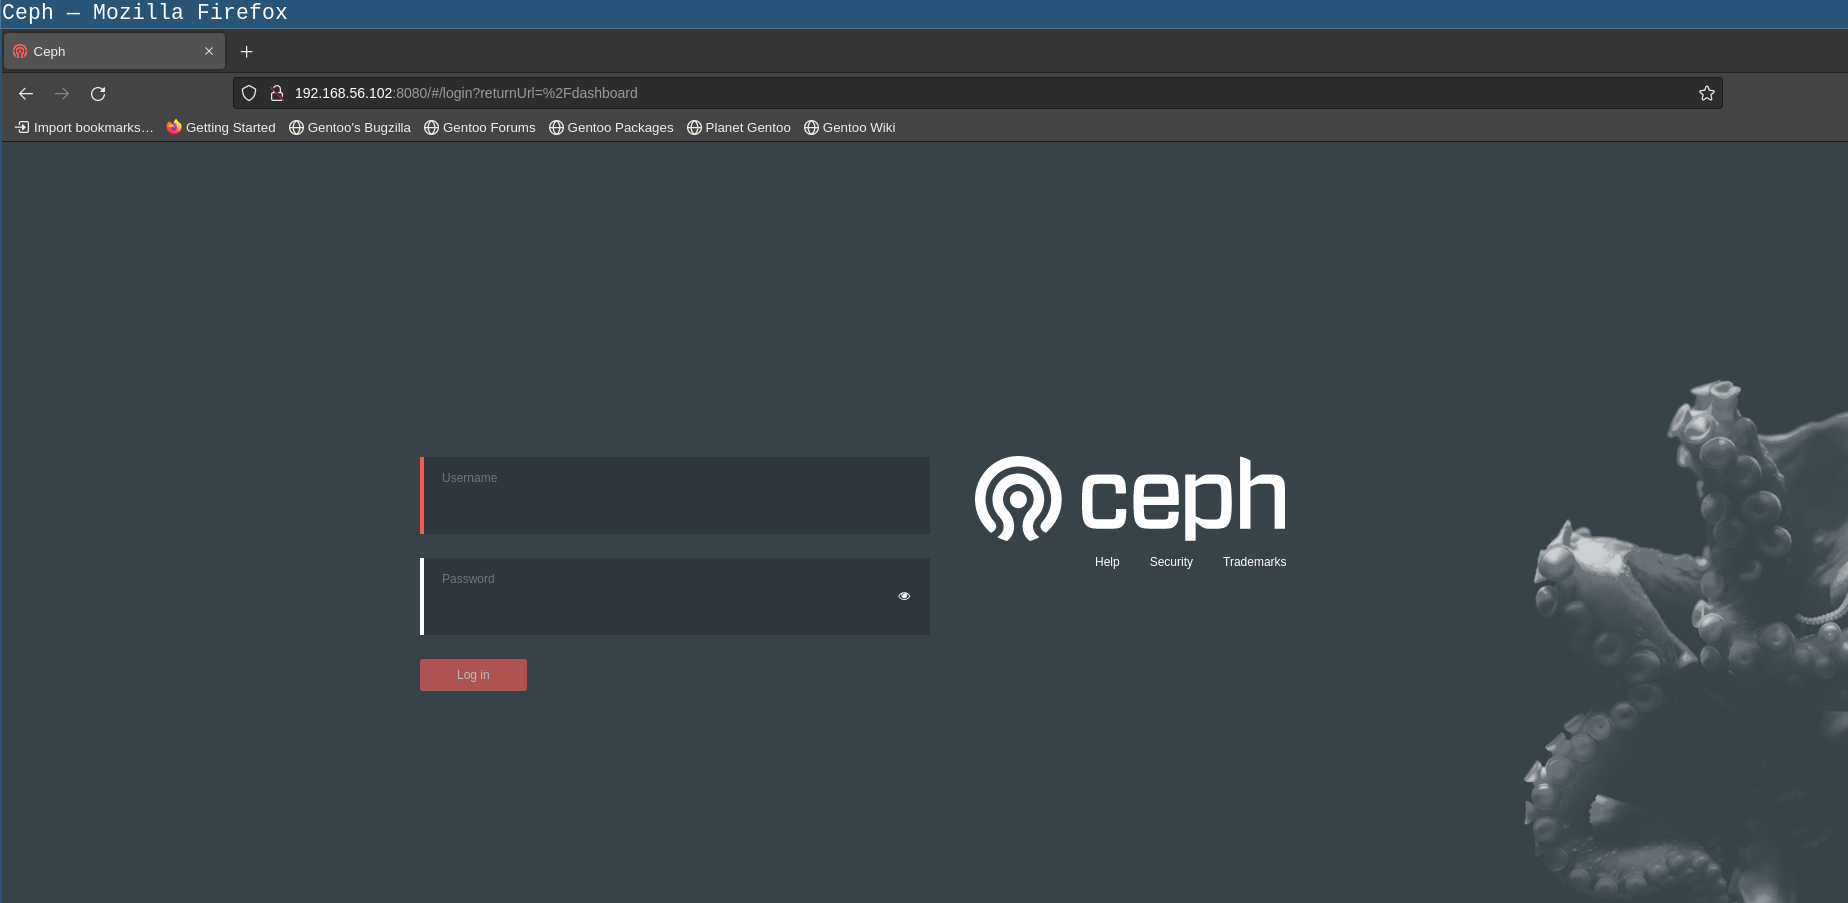 Ceph — Mozilla Firefox
Ceph
192.168.56.102:8080/#/login?returnUrl=%2Fdashboard
Import bookmarks… Getting Started Gentoo's Bugzilla Gentoo Forums Gentoo Packages Planet Gentoo Gentoo Wiki
Username
ceph
Help Security Trademarks
Password
Log in